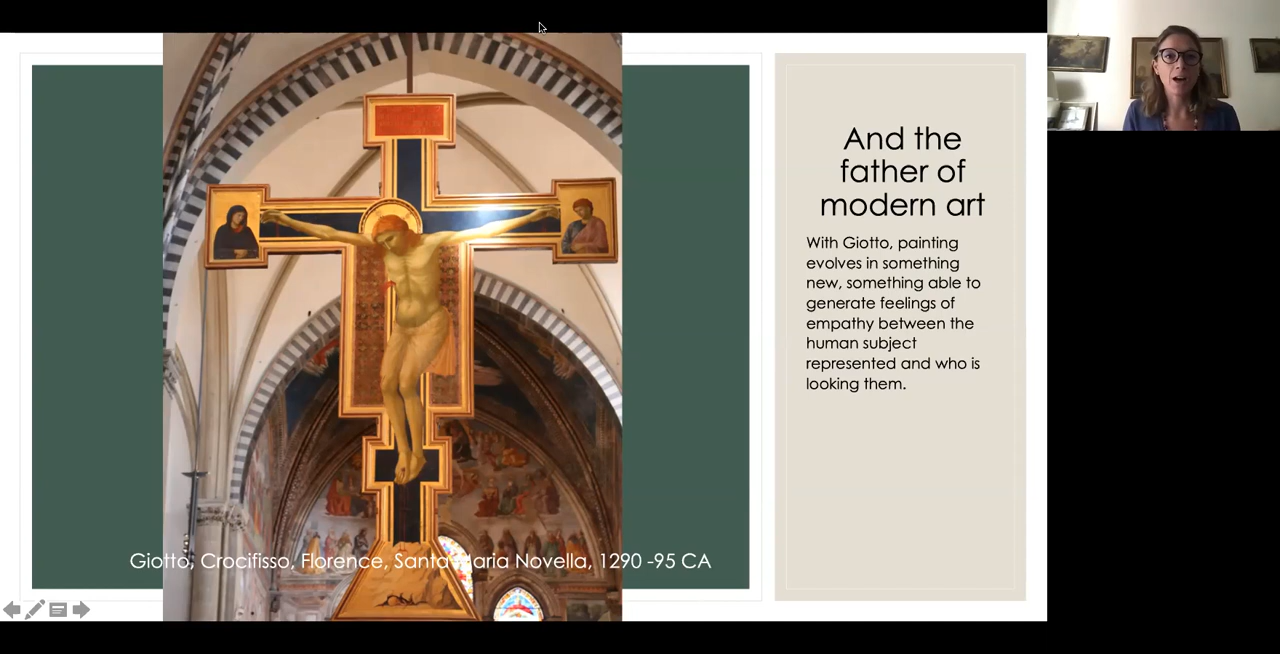 And the
father of
modern art
With Giotto, painting
evolves in something
new, something able to
generate feelings of
empathy between the
human subject
represented and who is
looking them.
Giotto, Crocifisso, Florence, Santa Maria Novella, 1290 -95 CA